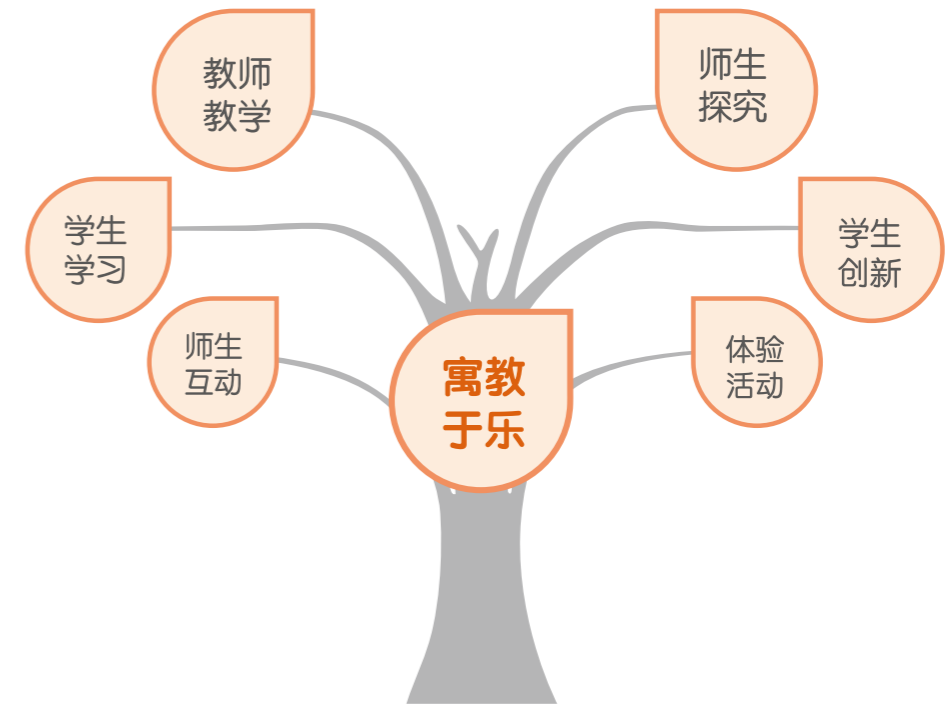 教师
教学
师生
探究
学生
学习
学生
创新
师生
互动
寓教
于乐
体验
活动